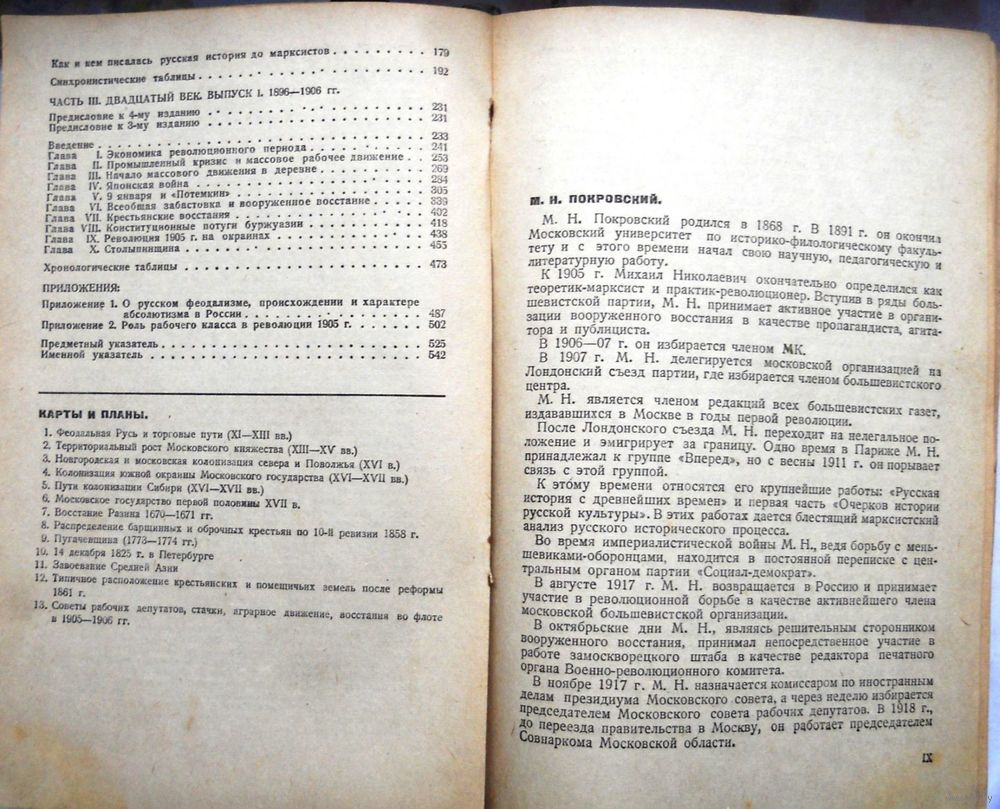 Как и кем писалась русская история до марксистов . . . . . . . . . 179
Синхронистические таблицы . . . . . . . . . . . . . . . . . . 192
ЧАСТЬ III. ДВАДЦАТЫЙ ВЕК. ВЫПУСК I. 1896—1906 гг.
Предисловие к 4-му изданию . . . . . . . . . . . . . . . . . 231
Предисловие к 3-му изданию . . . . . . . . . . . . . . . . . 231
Введение . . . . . . . . . . . . . . . . . . . . . . . . . 233
Глава I. Экономика революционного периода . . . . . . . . . . 241
Глава II. Промышленный кризис и массовое рабочее движение . . 253
Глава III. Начало массового движения в деревне . . . . . . . . 269
Глава IV. Японская война . . . . . . . . . . . . . . . . . . 284
Глава V. 9 января и «Потемкин» . . . . . . . . . . . . . . . 305
Глава VI. Всеобщая забастовка и вооруженное восстание . . . . 339
Глава VII. Крестьянские восстания . . . . . . . . . . . . . . 402
Глава VIII. Конституционные потуги буржуазии . . . . . . . . . 418
Глава IX. Революция 1905 г. на окраинах . . . . . . . . . . . 438
Глава X. Столыпинщина . . . . . . . . . . . . . . . . . . . 455
Хронологические таблицы . . . . . . . . . . . . . . . . . . . 473
ПРИЛОЖЕНИЯ:
Приложение 1. О русском феодализме, происхождении и характере
абсолютизма в России . . . . . . . . . . . . . . . 487
Приложение 2. Роль рабочего класса в революции 1905 г. . . . . . 502
Предметный указатель . . . . . . . . . . . . . . . . . . . . 525
Именной указатель . . . . . . . . . . . . . . . . . . . . . . 542
КАРТЫ И ПЛАНЫ.
1. Феодальная Русь и торговые пути (XI—XIII вв.)
2. Территориальный рост Московского княжества (XIII—XV вв.)
3. Новгородская и московская колонизация севера и Поволжья (XVI в.)
4. Колонизация южной окраины Московского государства (XVI—XVII вв.)
5. Пути колонизации Сибири (XVI—XVII вв.)
6. Московское государство первой половины XVII в.
7. Восстание Разина 1670—1671 гг.
8. Распределение барщинных и оброчных крестьян по 10-й ревизии 1858 г.
9. Пугачевщина (1773—1774 гг.)
10. 14 декабря 1825 г. в Петербурге
11. Завоевание Средней Азии
12. Типичное расположение крестьянских и помещичьих земель после реформы
1861 г.
13. Советы рабочих депутатов, стачки, аграрное движение, восстания во флоте
в 1905—1906 гг.
М. Н. ПОКРОВСКИЙ.
М. Н. Покровский родился в 1868 г. В 1891 г. он окончил
Московский университет по историко-филологическому факуль-
тету и с этого времени начал свою научную, педагогическую и
литературную работу.
К 1905 г. Михаил Николаевич окончательно определился как
теоретик-марксист и практик-революционер. Вступив в ряды боль-
шевистской партии, М. Н. принимает активное участие в органи-
зации вооруженного восстания в качестве пропагандиста, агита-
тора и публициста.
В 1906—07 г. он избирается членом МК.
В 1907 г. М. Н. делегируется московской организацией на
Лондонский съезд партии, где избирается членом большевистского
центра.
М. Н. является членом редакций всех большевистских газет,
издававшихся в Москве в годы первой революции.
После Лондонского съезда М. Н. переходит на нелегальное по-
ложение и эмигрирует за границу. Одно время в Париже М. Н.
принадлежал к группе «Вперед», но с весны 1911 г. он порывает
связь с этой группой.
К этому времени относятся его крупнейшие работы: «Русская
история с древнейших времен» и первая часть «Очерков истории
русской культуры». В этих работах дается блестящий марксистский
анализ русского исторического процесса.
Во время империалистической войны М. Н., ведя борьбу с мень-
шевиками-оборонцами, находится в постоянной переписке с цен-
тральным органом партии «Социал-демократ».
В августе 1917 г. М. Н. возвращается в Россию и принимает
участие в революционной борьбе в качестве активнейшего члена
московской большевистской организации.
В октябрьские дни М. Н., являясь решительным сторонником
вооруженного восстания, принимал непосредственное участие в
работе замоскворецкого штаба в качестве редактора печатного
органа Военно-революционного комитета.
В ноябре 1917 г. М. Н. назначается комиссаром по иностранным
делам президиума Московского совета, а через неделю избирается
председателем Московского совета рабочих депутатов. В 1918 г.,
до переезда правительства в Москву, он работает председателем
Совнаркома Московской области.
IX